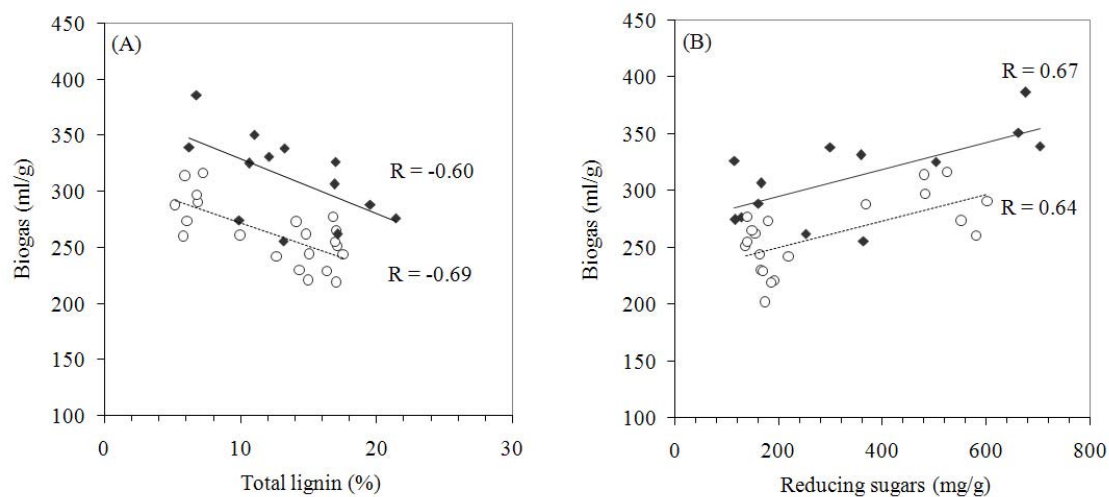 (A)
450
400
350
300
250
200
150
100
Biogas (ml/g)
R = -0.60
R = -0.69
0 10 20 30
Total lignin (%)
(B)
450
400
350
300
250
200
150
100
Biogas (ml/g)
R = 0.67
R = 0.64
0 200 400 600 800
Reducing sugars (mg/g)